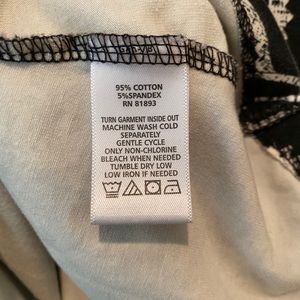 95% COTTON
5%SPANDEX
RN 81893
TURN GARMENT INSIDE OUT
MACHINE WASH COLD
SEPARATELY
GENTLE CYCLE
ONLY NON-CHLORINE
BLEACH WHEN NEEDED
TUMBLE DRY LOW
LOW IRON IF NEEDED